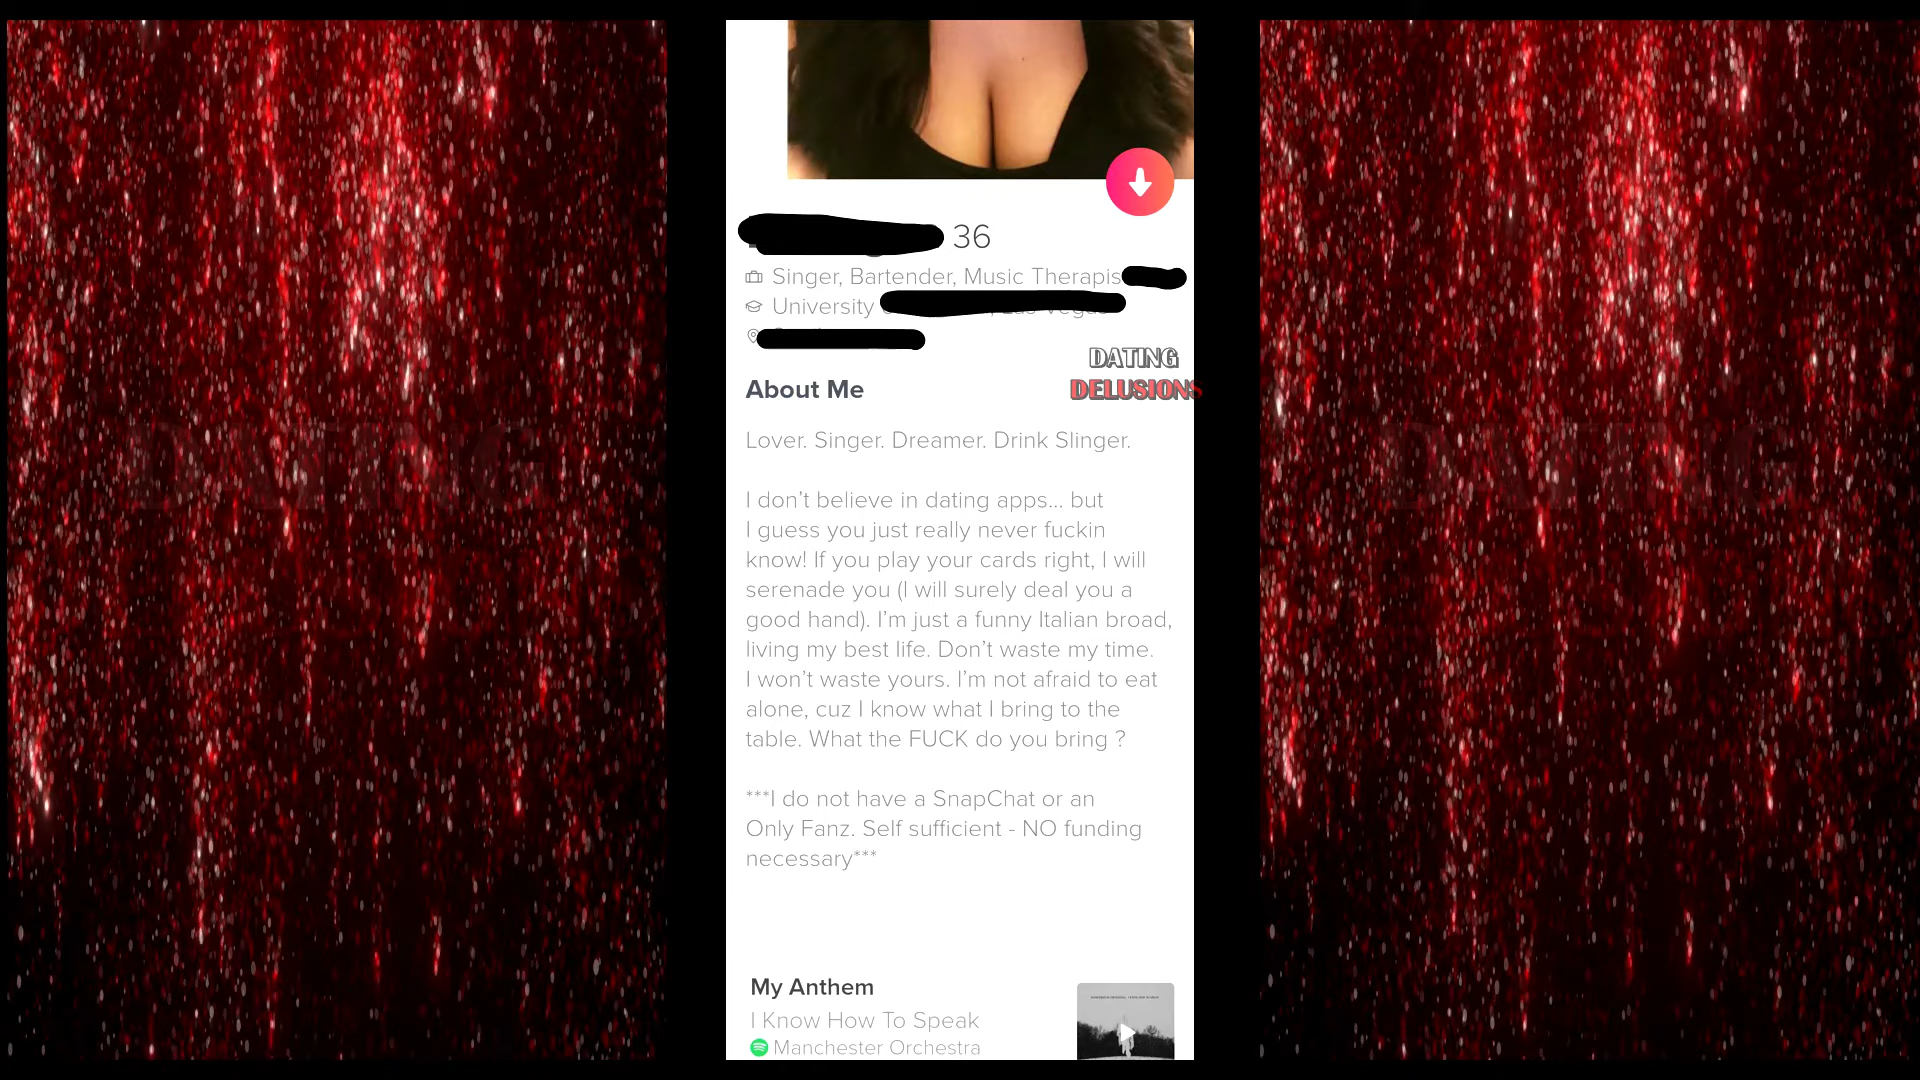 36
Singer, Bartender, Music Therapis
University
About Me
DATING
DELUSIONS
Lover. Singer. Dreamer. Drink Slinger.
I don't believe in dating apps... but
I guess you just really never fuckin
know! If you play your cards right, I will
serenade you (I will surely deal you a
good hand). I'm just a funny Italian broad,
living my best life. Don't waste my time.
I won't waste yours. I'm not afraid to eat
alone, cuz I know what I bring to the
table. What the FUCK do you bring ?
***I do not have a SnapChat or an
Only Fanz. Self sufficient - NO funding
necessary***
My Anthem
I Know How To Speak
Manchester Orchestra